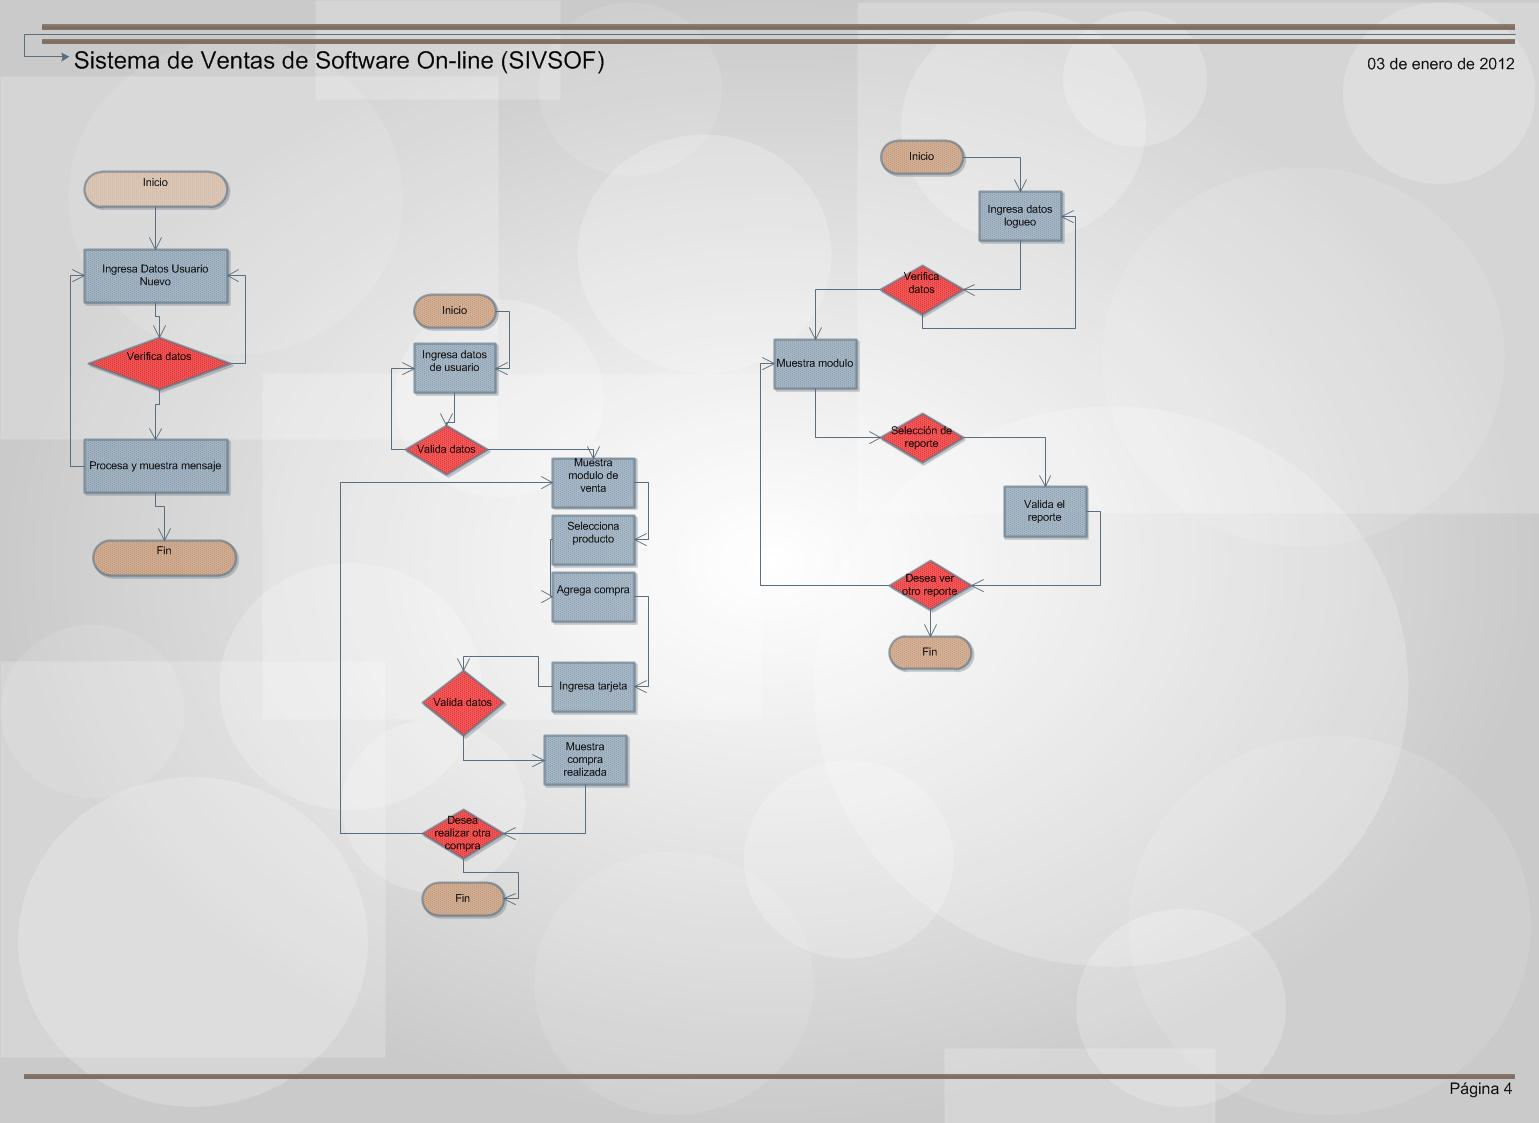 Sistema de Ventas de Software On-line (SIVSOF)
03 de enero de 2012
Inicio
Ingresa Datos Usuario
Nuevo
Verifica datos
Procesa y muestra mensaje
Fin
Inicio
Ingresa datos
de usuario
Valida datos
Muestra
modulo de
venta
Selecciona
producto
Agrega compra
Ingresa tarjeta
Valida datos
Muestra
compra
realizada
Desea
realizar otra
compra
Fin
Inicio
Ingresa datos
logueo
Verifica
datos
Muestra modulo
Selección de
reporte
Valida el
reporte
Desea ver
otro reporte
Fin
Página 4